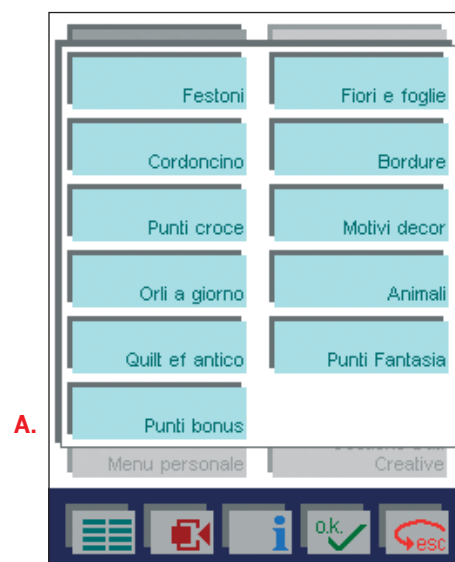 Festoni
Fiori e foglie
Cordoncino
Bordure
Punti croce
Motivi decor
Orli a giorno
Animali
Quilt ef antico
Punti Fantasia
A.
Punti bonus
Menu personale
Creative
i
o.k.
esc